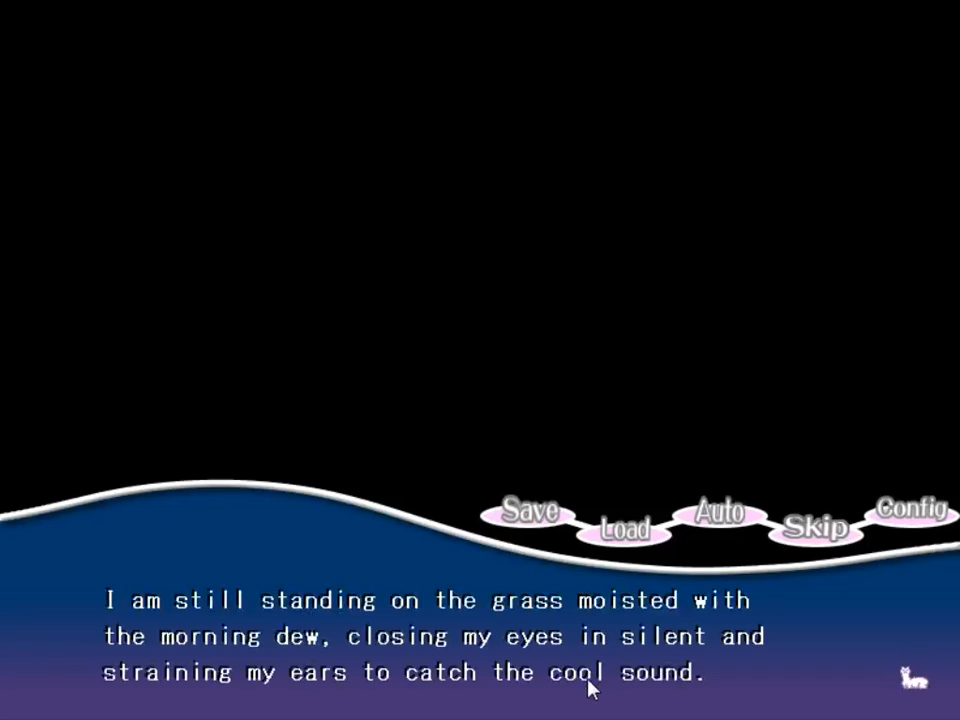 Save
Load
Auto
Skip
Config
I am still standing on the grass moisted with
the morning dew, closing my eyes in silent and
straining my ears to catch the cool sound.